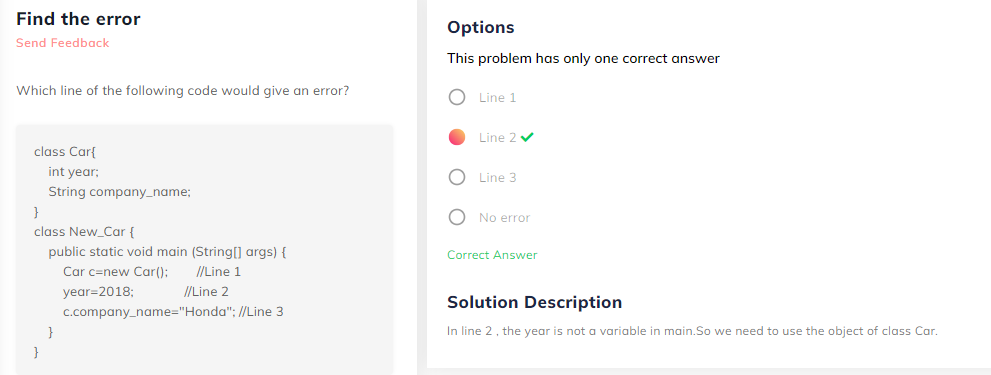 Find the error
Send Feedback
Which line of the following code would give an error?
class Car{
    int year;
    String company_name;
}
class New_Car {
    public static void main (String[] args) {
        Car c=new Car();        //Line 1
        year=2018;              //Line 2
        c.company_name="Honda"; //Line 3
    }
}
Options
This problem has only one correct answer
Line 1
Line 2
Line 3
No error
Correct Answer
Solution Description
In line 2 , the year is not a variable in main.So we need to use the object of class Car.